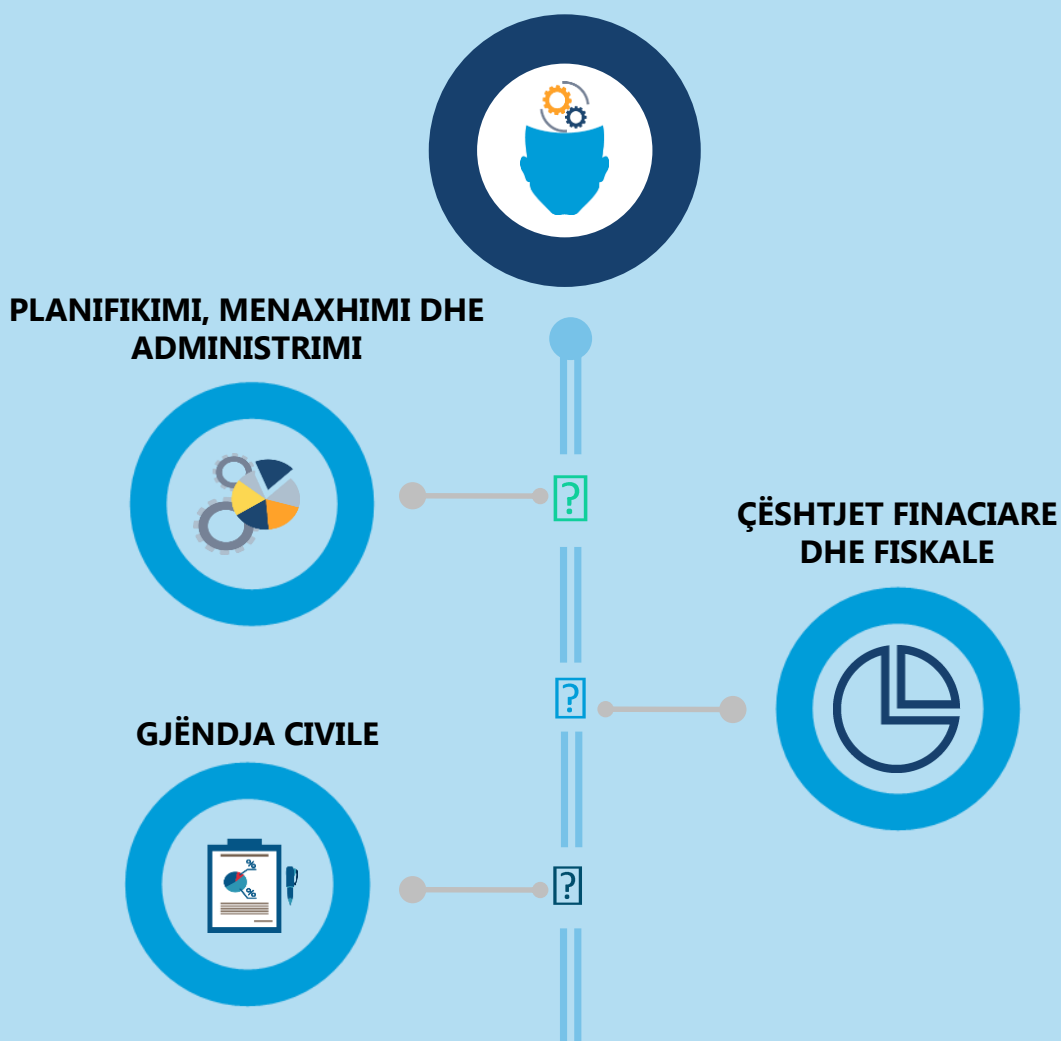 PLANIFIKIMI, MENAXHIMI DHE
ADMINISTRIMI
ÇËSHTJET FINACIARE
DHE FISKALE
GJËNDJA CIVILE